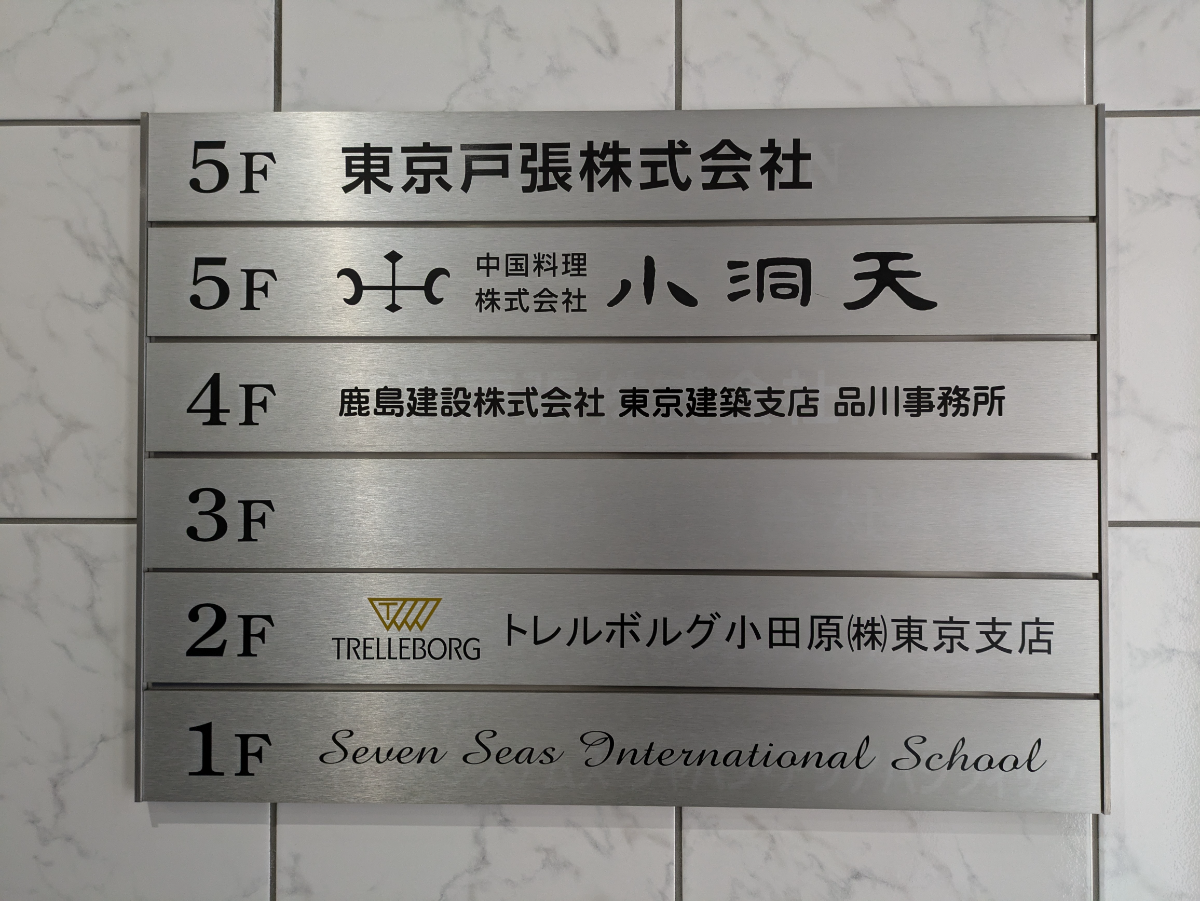 5F 東京戸張株式会社
5F 中国料理 株式会社 小洞天
4F 鹿島建設株式会社 東京建築支店 品川事務所
3F
2F TRELLEBORG トレルボルグ小田原㈱東京支店
1F Seven Seas International School